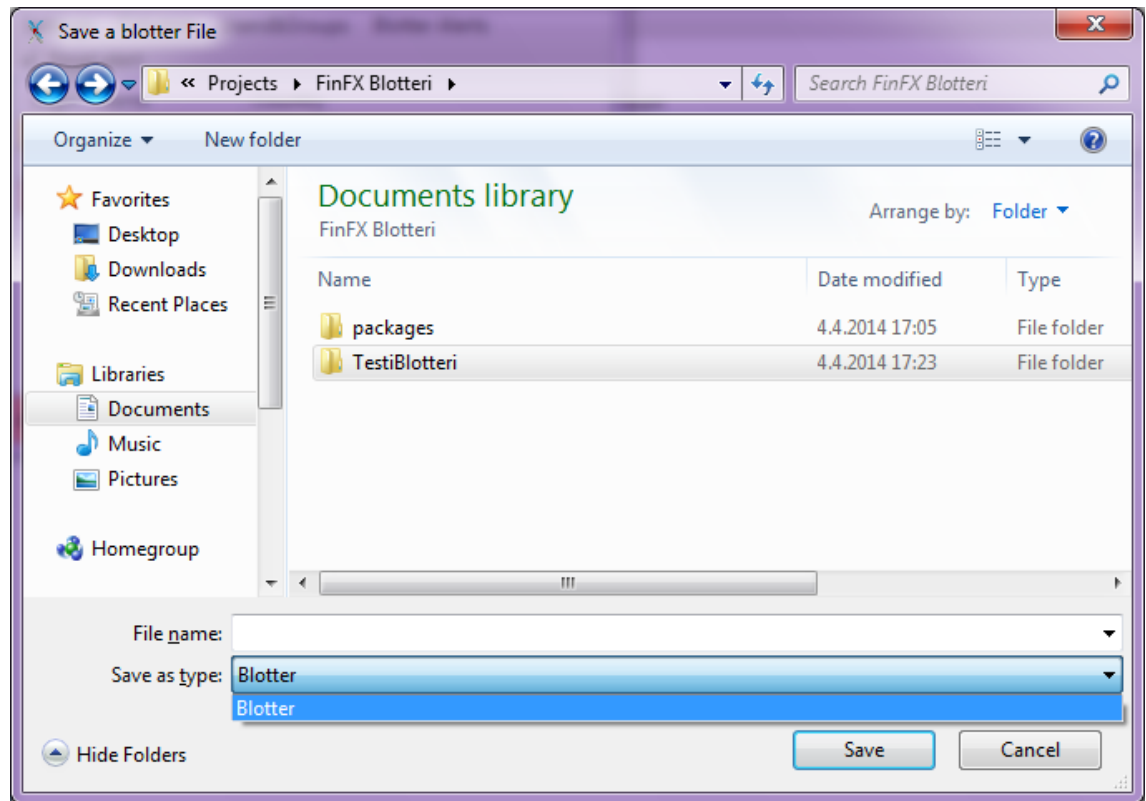 Save a blotter File
« Projects FinFX Blotteri
Search FinFX Blotteri
Organize New folder
Favorites
Desktop
Downloads
Recent Places
Libraries
Documents
Music
Pictures
Homegroup
Documents library
FinFX Blotteri
Arrange by: Folder
Name Date modified Type
packages 4.4.2014 17:05 File folder
TestiBlotteri 4.4.2014 17:23 File folder
File name:
Save as type: Blotter
Blotter
Hide Folders
Save Cancel